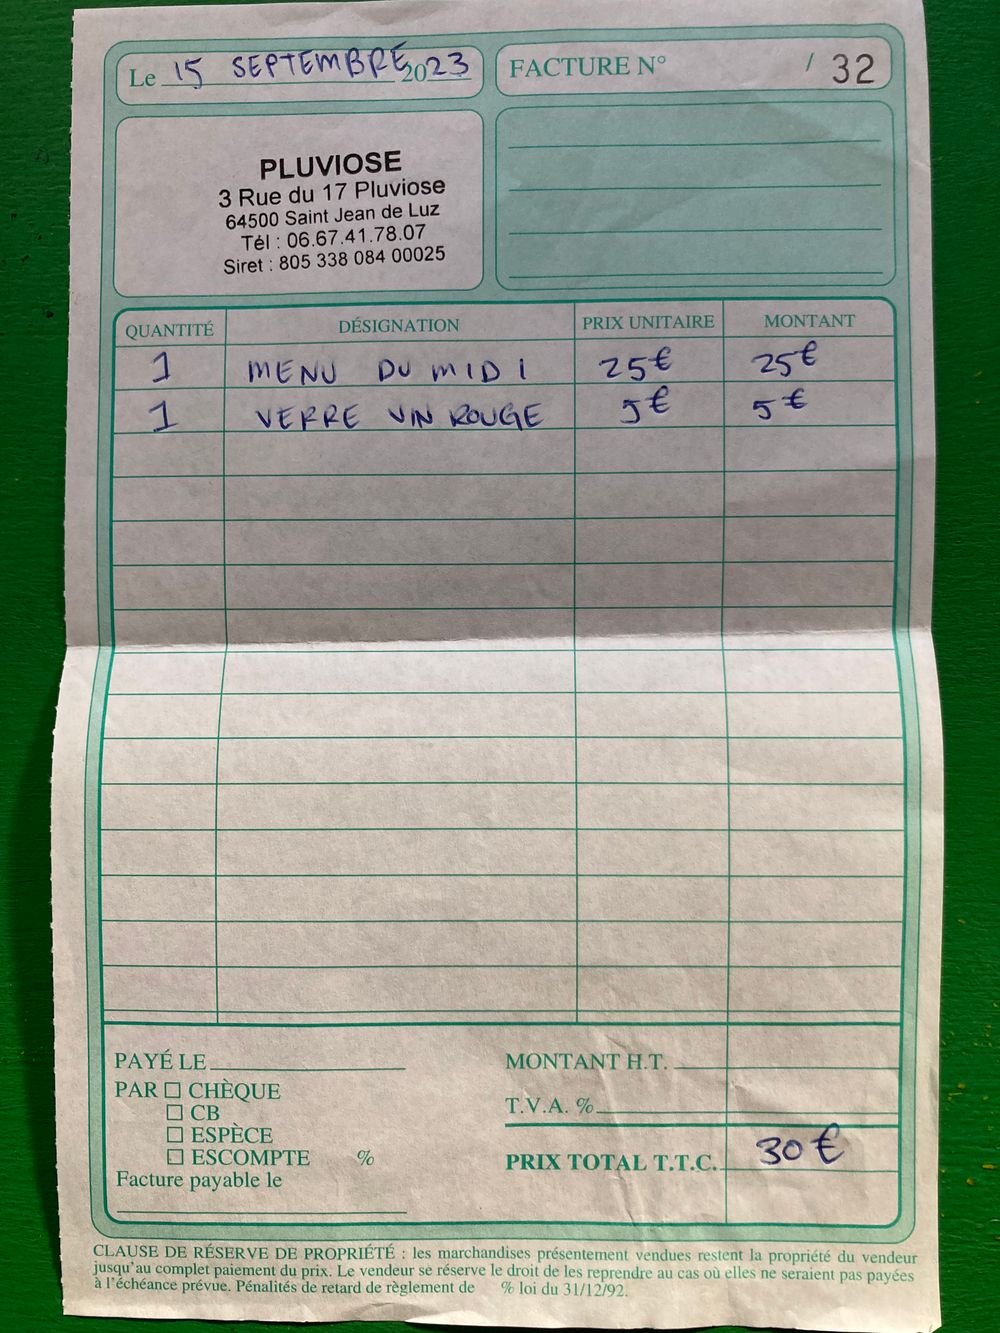 Le 15 SEPTEMBRE 2023
FACTURE N° / 32
PLUVIOSE
3 Rue du 17 Pluviose
64500 Saint Jean de Luz
Tél : 06.67.41.78.07
Siret : 805 338 084 00025
QUANTITÉ DÉSIGNATION PRIX UNITAIRE MONTANT
1 MENU DU MIDI 25€ 25€
1 VERRE VIN ROUGE 5€ 5€
PAYÉ LE
PAR ☐ CHÈQUE
☐ CB
☐ ESPÈCE
☐ ESCOMPTE %
Facture payable le
MONTANT H.T.
T.V.A. %
PRIX TOTAL T.T.C. 30€
CLAUSE DE RÉSERVE DE PROPRIÉTÉ : les marchandises présentement vendues restent la propriété du vendeur
jusqu'au complet paiement du prix. Le vendeur se réserve le droit de les reprendre au cas où elles ne seraient pas payées
à l'échéance prévue. Pénalités de retard de règlement de % loi du 31/12/92.